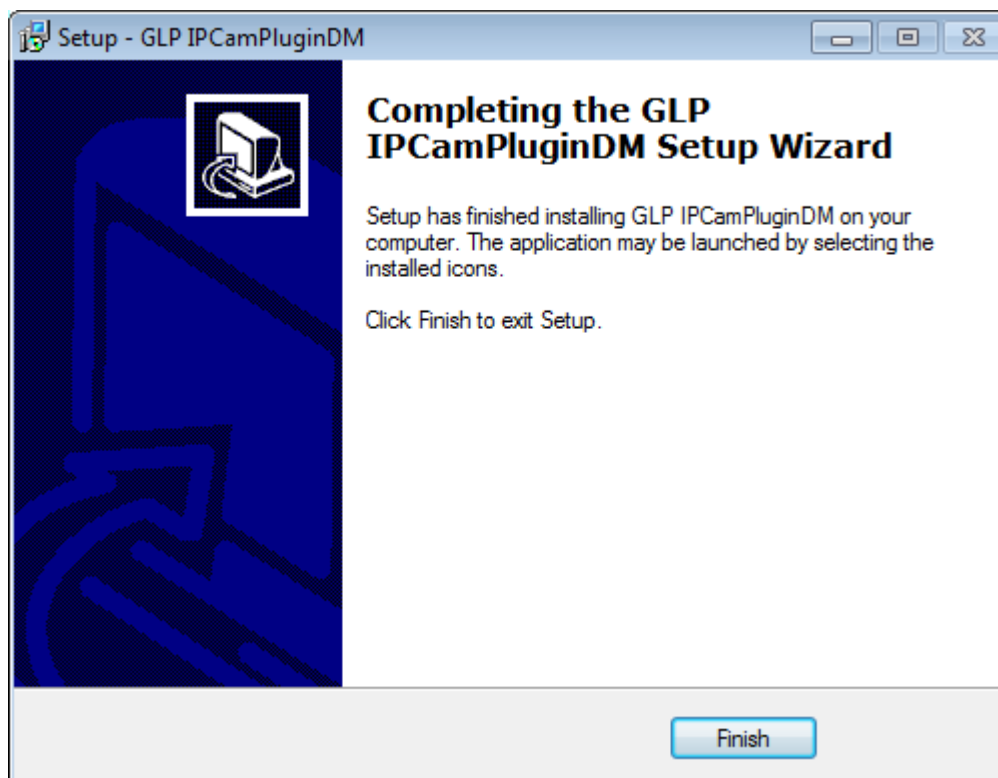 Setup - GLP IPCamPluginDM
Completing the GLP
IPCamPluginDM Setup Wizard
Setup has finished installing GLP IPCamPluginDM on your
computer. The application may be launched by selecting the
installed icons.
Click Finish to exit Setup.
Finish